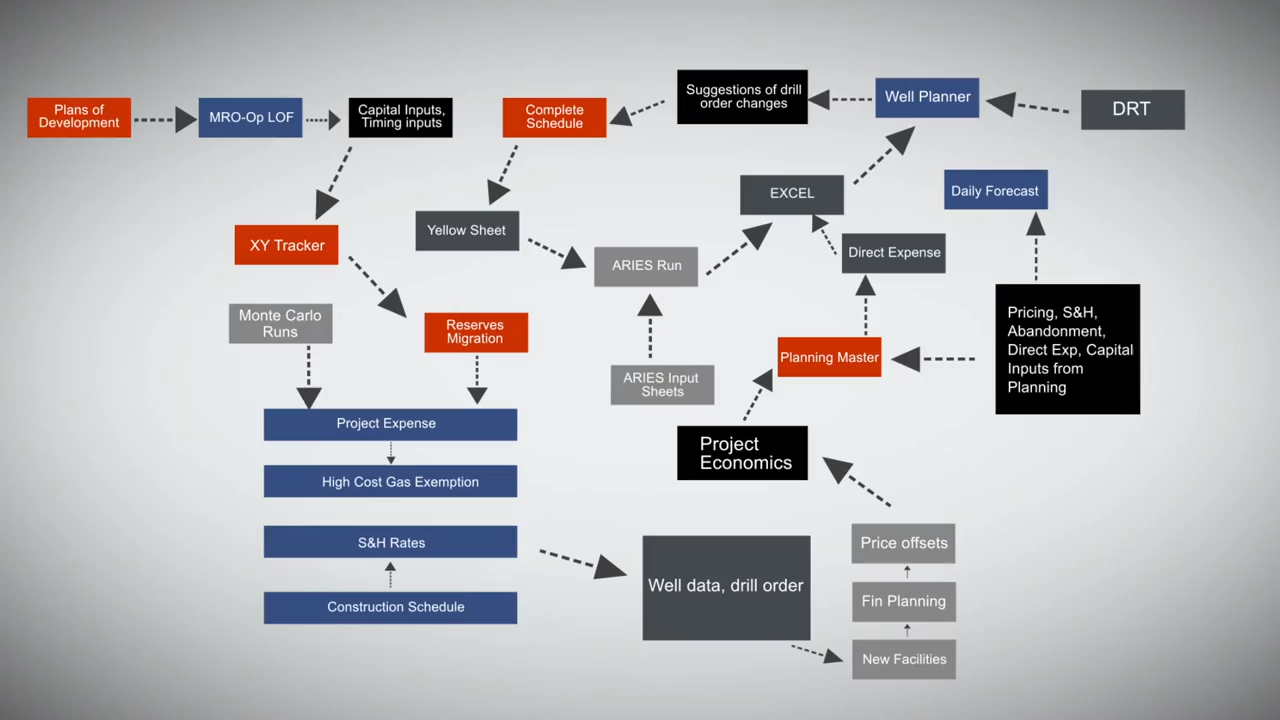 Plans of
Development
MRO-Op LOF
Capital Inputs,
Timing inputs
Complete
Schedule
Suggestions of drill
order changes
Well Planner
DRT
EXCEL
Daily Forecast
XY Tracker
Yellow Sheet
ARIES Run
Direct Expense
Monte Carlo
Runs
Reserves
Migration
Planning Master
Pricing, S&H,
Abandonment,
Direct Exp, Capital
Inputs from
Planning
ARIES Input
Sheets
Project Expense
Project
Economics
High Cost Gas Exemption
S&H Rates
Construction Schedule
Well data, drill order
Price offsets
Fin Planning
New Facilities